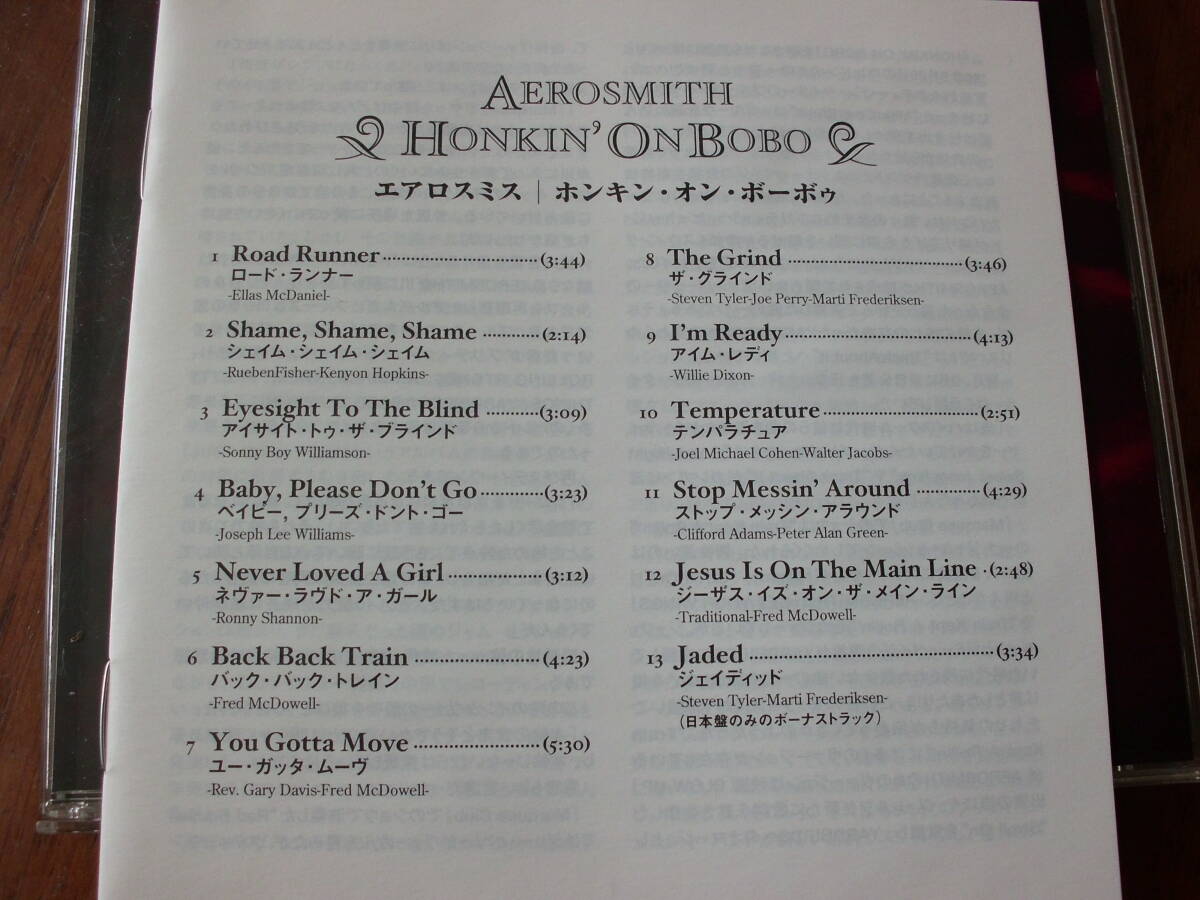 AEROSMITH
HONKIN' ON BOBO
エアロスミス | ホンキン・オン・ボーボゥ
1 Road Runner (3:44)
ロード・ランナー
-Ellas McDaniel-
2 Shame, Shame, Shame (2:14)
シェイム・シェイム・シェイム
-RuebenFisher-Kenyon Hopkins-
3 Eyesight To The Blind (3:09)
アイサイト・トゥ・ザ・ブラインド
-Sonny Boy Williamson-
4 Baby, Please Don't Go (3:23)
ベイビー, プリーズ・ドント・ゴー
-Joseph Lee Williams-
5 Never Loved A Girl (3:12)
ネヴァー・ラヴド・ア・ガール
-Ronny Shannon-
6 Back Back Train (4:23)
バック・バック・トレイン
-Fred McDowell-
7 You Gotta Move (5:30)
ユー・ガッタ・ムーヴ
-Rev. Gary Davis-Fred McDowell-
8 The Grind (3:46)
ザ・グラインド
-Steven Tyler-Joe Perry-Marti Frederiksen-
9 I'm Ready (4:13)
アイム・レディ
-Willie Dixon-
10 Temperature (2:51)
テンパラチュア
-Joel Michael Cohen-Walter Jacobs-
11 Stop Messin' Around (4:29)
ストップ・メッシン・アラウンド
-Clifford Adams-Peter Alan Green-
12 Jesus Is On The Main Line (2:48)
ジーザス・イズ・オン・ザ・メイン・ライン
-Traditional-Fred McDowell-
13 Jaded (3:34)
ジェイディッド
-Steven Tyler-Marti Frederiksen-
(日本盤のみのボーナストラック)